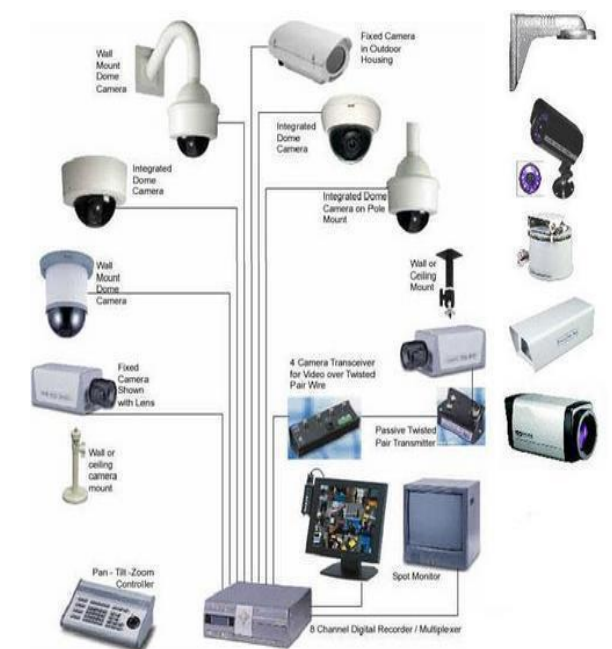 Wall
Mount
Dome
Camera
Fixed Camera
in Outdoor
Housing
Integrated
Dome
Camera
Integrated Dome
Camera
Integrated Dome
Camera on Pole
Mount
Wall
Mount
Dome
Camera
Wall or
Ceiling
Mount
Fixed
Camera
Shown
with Lens
4 Camera Transceiver
for Video over Twisted
Pair Wire
Passive Twisted
Pair Transmitter
Wall or
ceiling
camera
mount
Pan - Tilt -Zoom
Controller
Spot Monitor
8 Channel Digital Recorder / Multiplexer